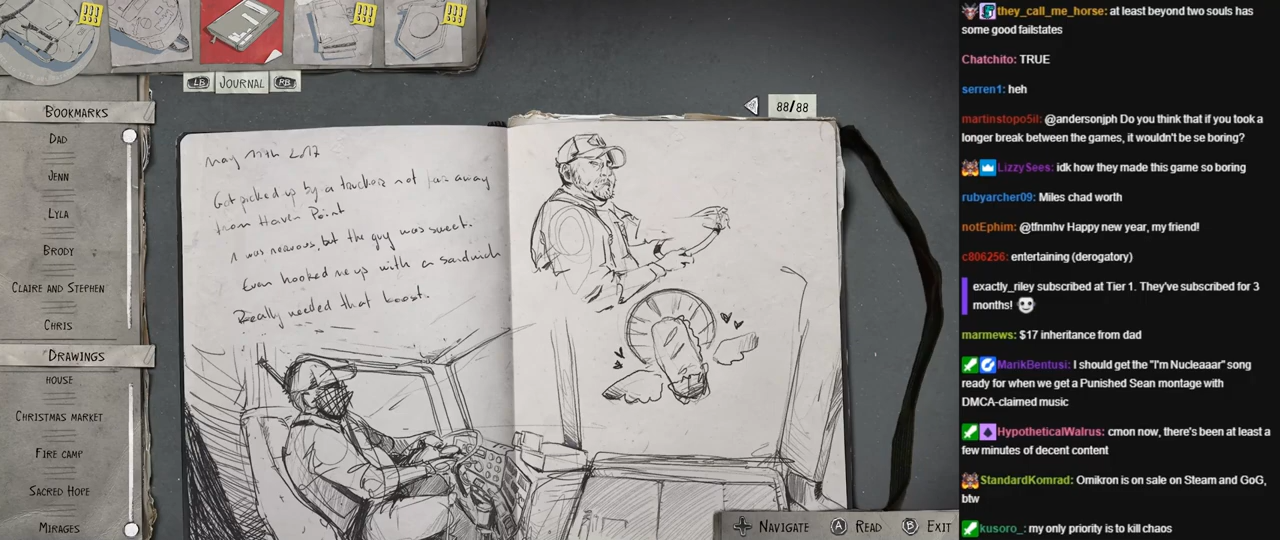 LB JOURNAL RB
BOOKMARKS
DAD
JENN
LYLA
BRODY
CLAIRE AND STEPHEN
CHRIS
DRAWINGS
HOUSE
CHRISTMAS MARKET
FIRE CAMP
SACRED HOPE
MIRAGES
88/88
May 11th 2017
Got picked up by a trucker not far away
from Haven Point
I was nervous, but the guy was sweet.
Even hooked me up with a sandwich
Really needed that boost.
NAVIGATE A READ B EXIT
they_call_me_horse: at least beyond two souls has
some good failstates
Chatchito: TRUE
serren1: heh
martinstopo5il: @andersonjph Do you think that if you took a
longer break between the games, it wouldn't be se boring?
LizzySees: idk how they made this game so boring
rubyarcher09: Miles chad worth
notEphim: @tfnmhv Happy new year, my friend!
c806256: entertaining (derogatory)
exactly_riley subscribed at Tier 1. They've subscribed for 3
months!
marmews: $17 inheritance from dad
MarikBentusi: I should get the "I'm Nucleaaar" song
ready for when we get a Punished Sean montage with
DMCA-claimed music
HypotheticalWalrus: cmon now, there's been at least a
few minutes of decent content
StandardKomrad: Omikron is on sale on Steam and GoG,
btw
kusoro_: my only priority is to kill chaos